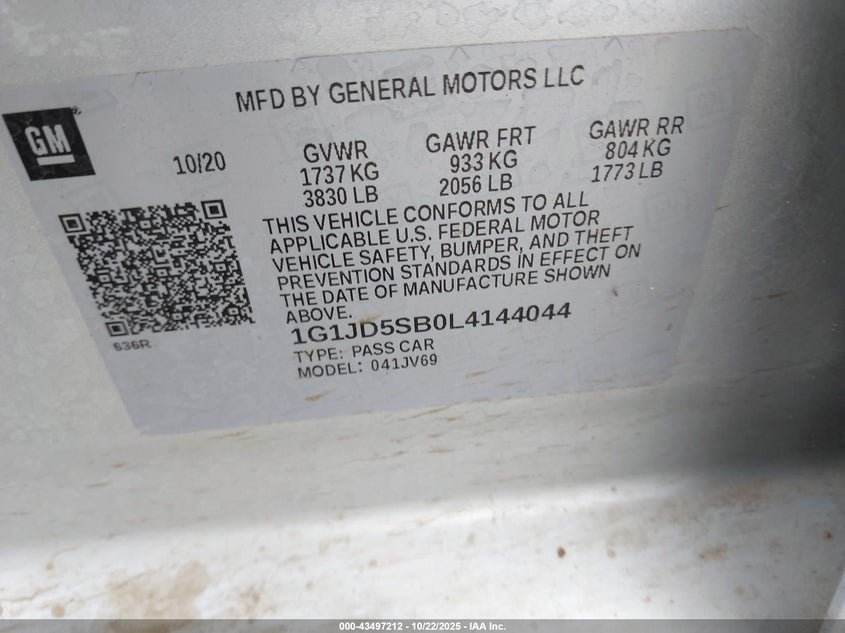 MFD BY GENERAL MOTORS LLC
GM
10/20
GVWR
1737 KG
3830 LB
GAWR FRT
933 KG
2056 LB
GAWR RR
804 KG
1773 LB
THIS VEHICLE CONFORMS TO ALL
APPLICABLE U.S. FEDERAL MOTOR
VEHICLE SAFETY, BUMPER, AND THEFT
PREVENTION STANDARDS IN EFFECT ON
THE DATE OF MANUFACTURE SHOWN
ABOVE.
1G1JD5SB0L4144044
636R
TYPE: PASS CAR
MODEL: 041JV69
000-43497212 - 10/22/2025 - IAA Inc.